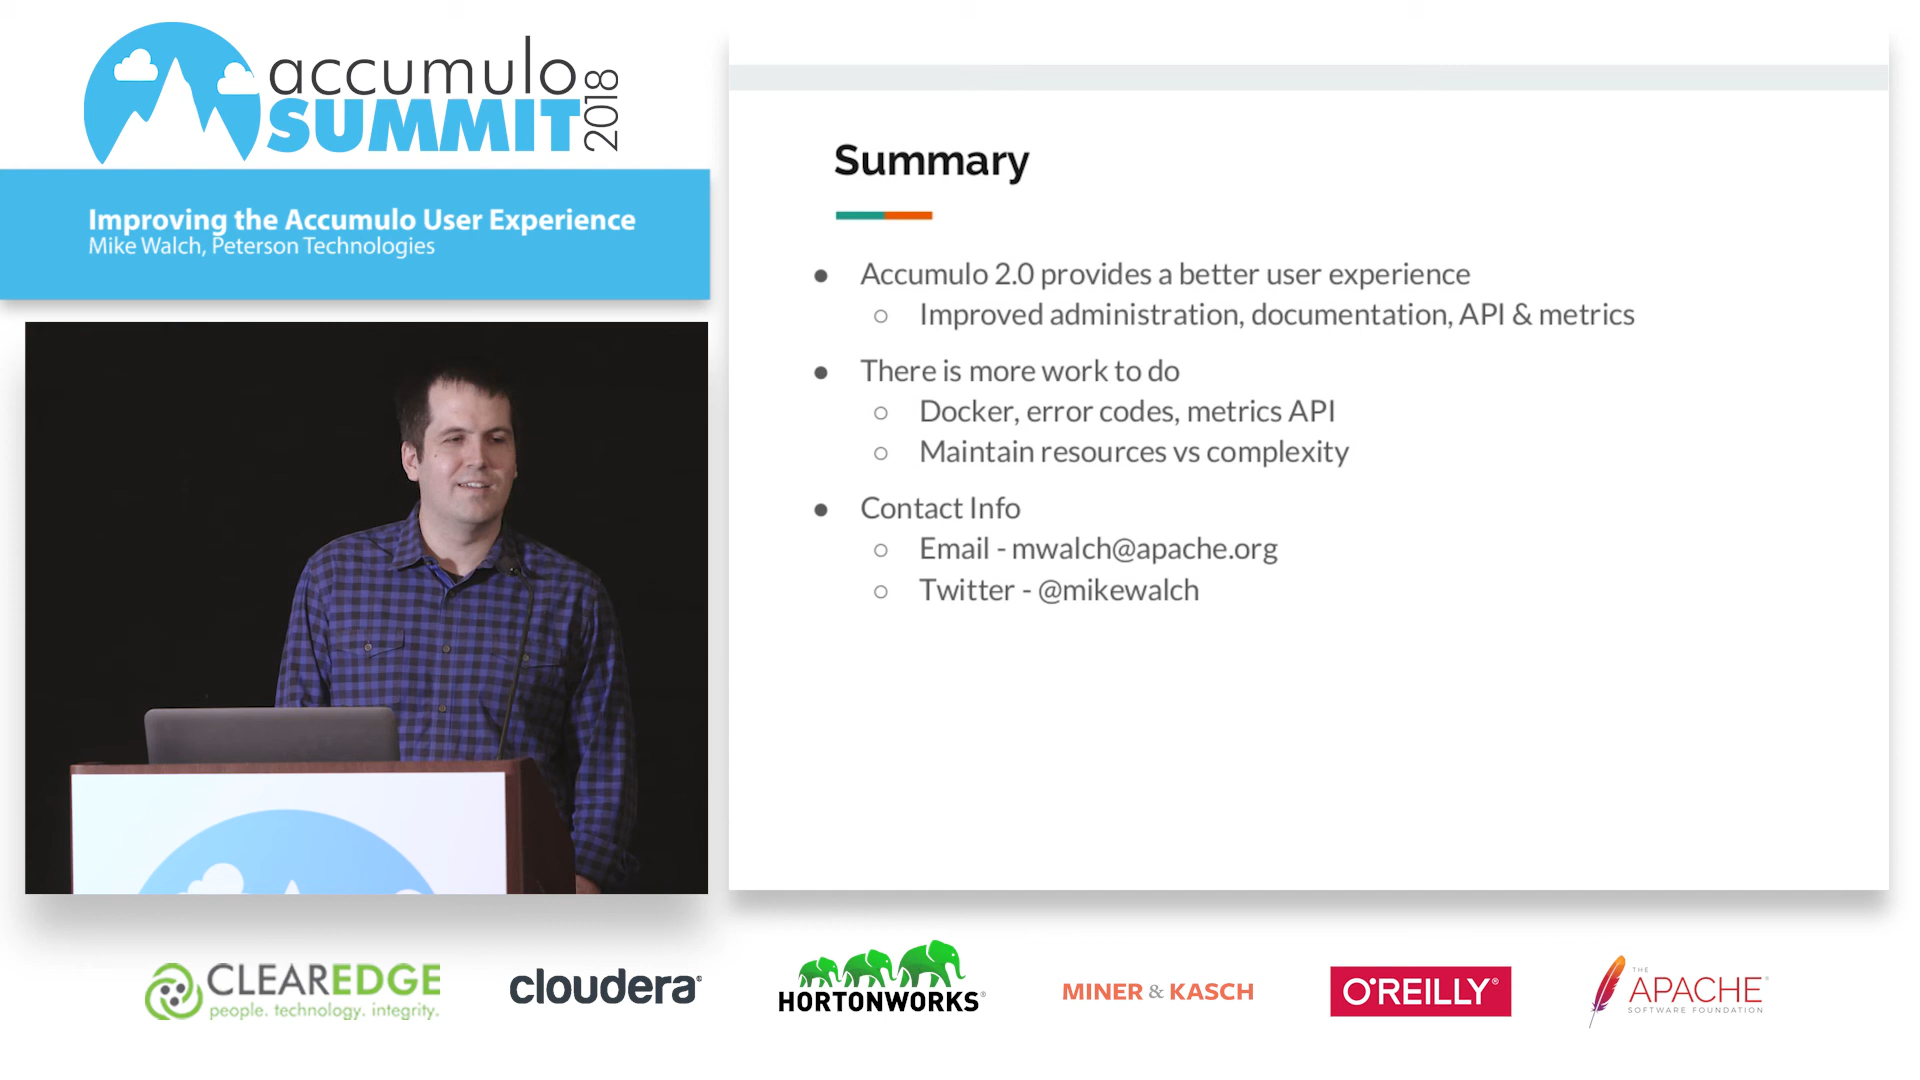 accumulo
SUMMIT
2018
Improving the Accumulo User Experience
Mike Walch, Peterson Technologies
Summary
● Accumulo 2.0 provides a better user experience
○ Improved administration, documentation, API & metrics
● There is more work to do
○ Docker, error codes, metrics API
○ Maintain resources vs complexity
● Contact Info
○ Email - mwalch@apache.org
○ Twitter - @mikewalch
CLEAREDGE
people. technology. integrity.
cloudera®
HORTONWORKS®
MINER & KASCH
O'REILLY®
THE
APACHE®
SOFTWARE FOUNDATION